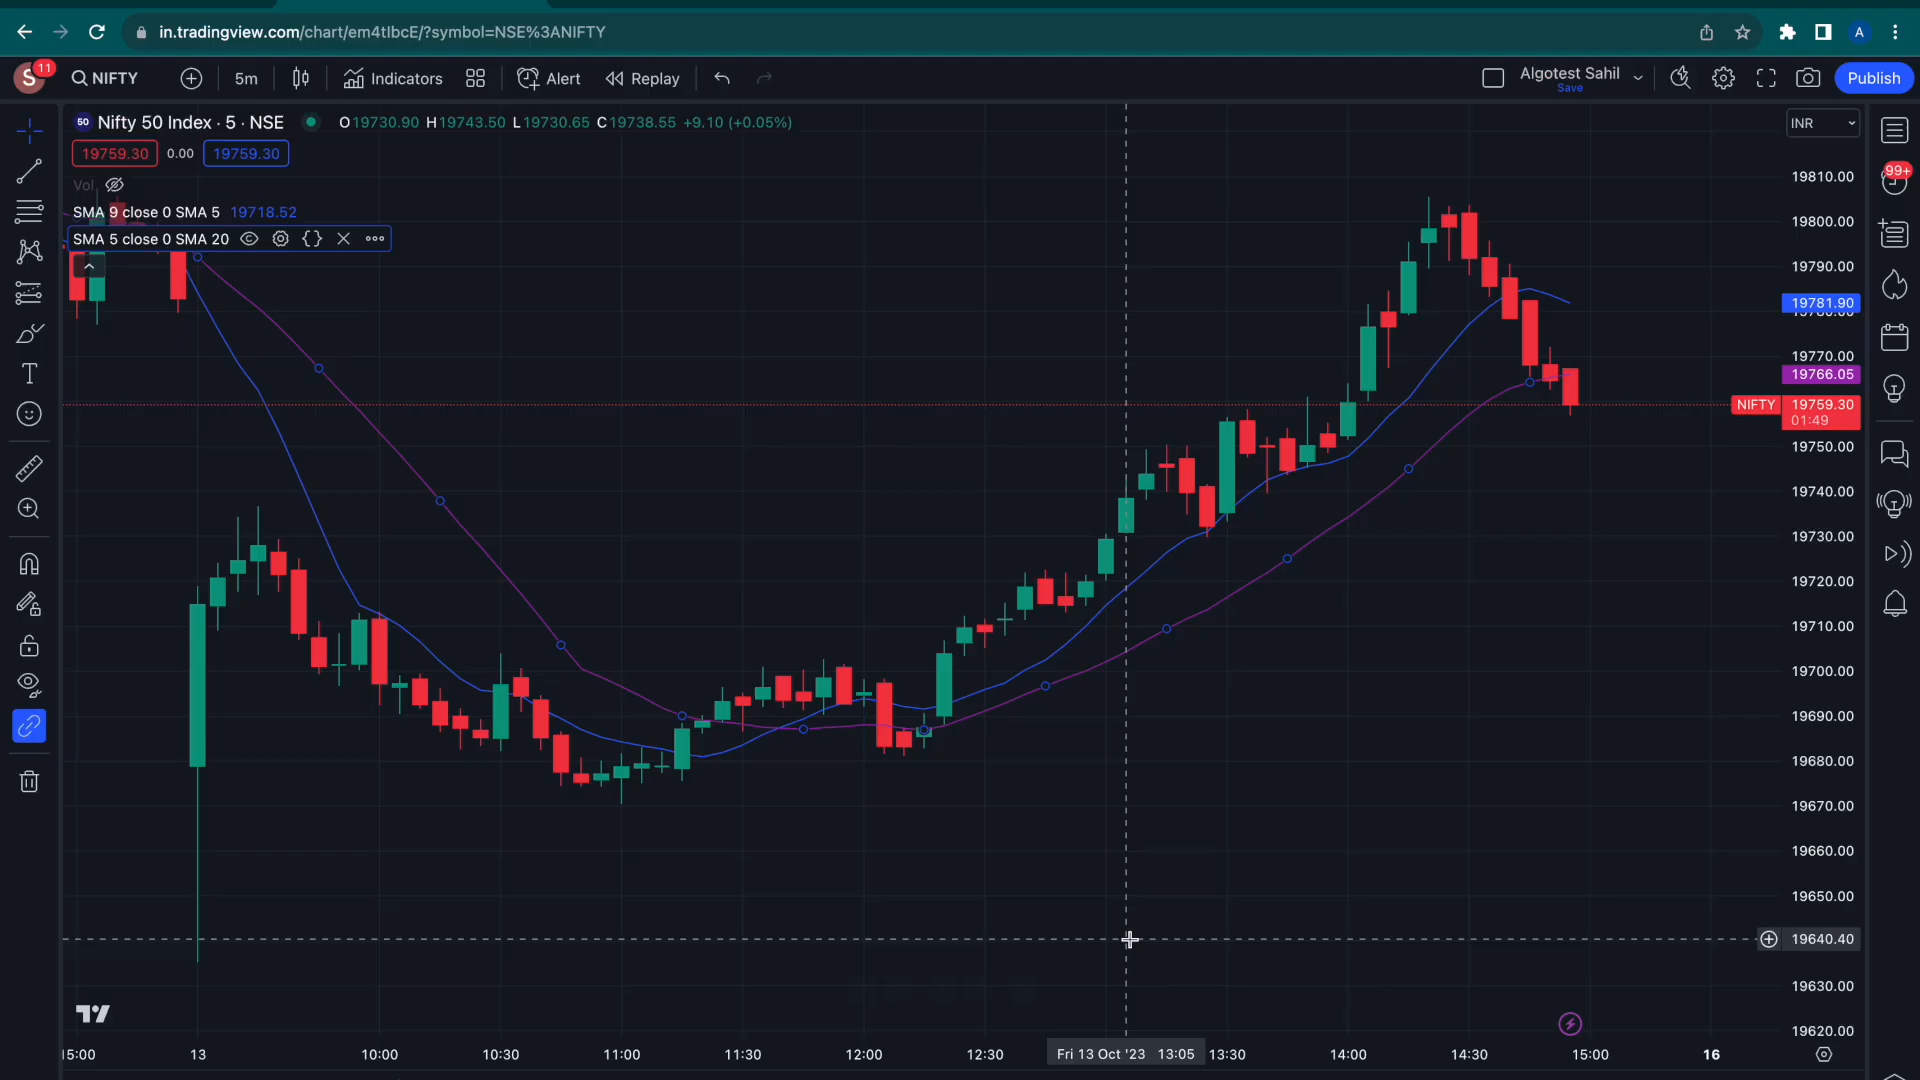 in.tradingview.com/chart/em4tIbcE/?symbol=NSE%3ANIFTY
A
S 11 NIFTY 5m Indicators Alert Replay Algotest Sahil Save Publish
50 Nifty 50 Index · 5 · NSE O19730.90 H19743.50 L19730.65 C19738.55 +9.10 (+0.05%)
INR
19759.30 0.00 19759.30
Vol
SMA 9 close 0 SMA 5 19718.52
SMA 5 close 0 SMA 20
99+
19810.00
19800.00
19790.00
19781.90
19780.00
19770.00
19766.05
NIFTY 19759.30
01:49
19750.00
19740.00
19730.00
19720.00
19710.00
19700.00
19690.00
19680.00
19670.00
19660.00
19650.00
19640.40
19630.00
19620.00
15:00 13 10:00 10:30 11:00 11:30 12:00 12:30 Fri 13 Oct '23 13:05 13:30 14:00 14:30 15:00 16